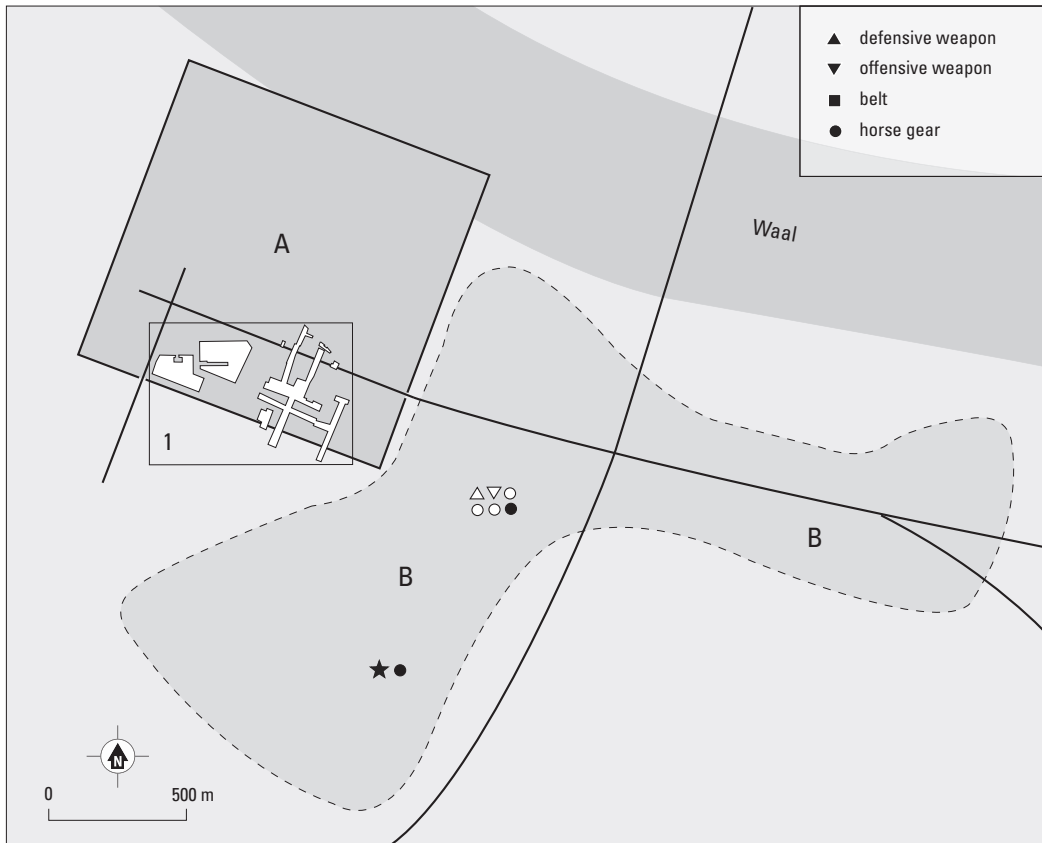 defensive weapon
offensive weapon
belt
horse gear
Waal
A
1
B
B
N
0 500 m